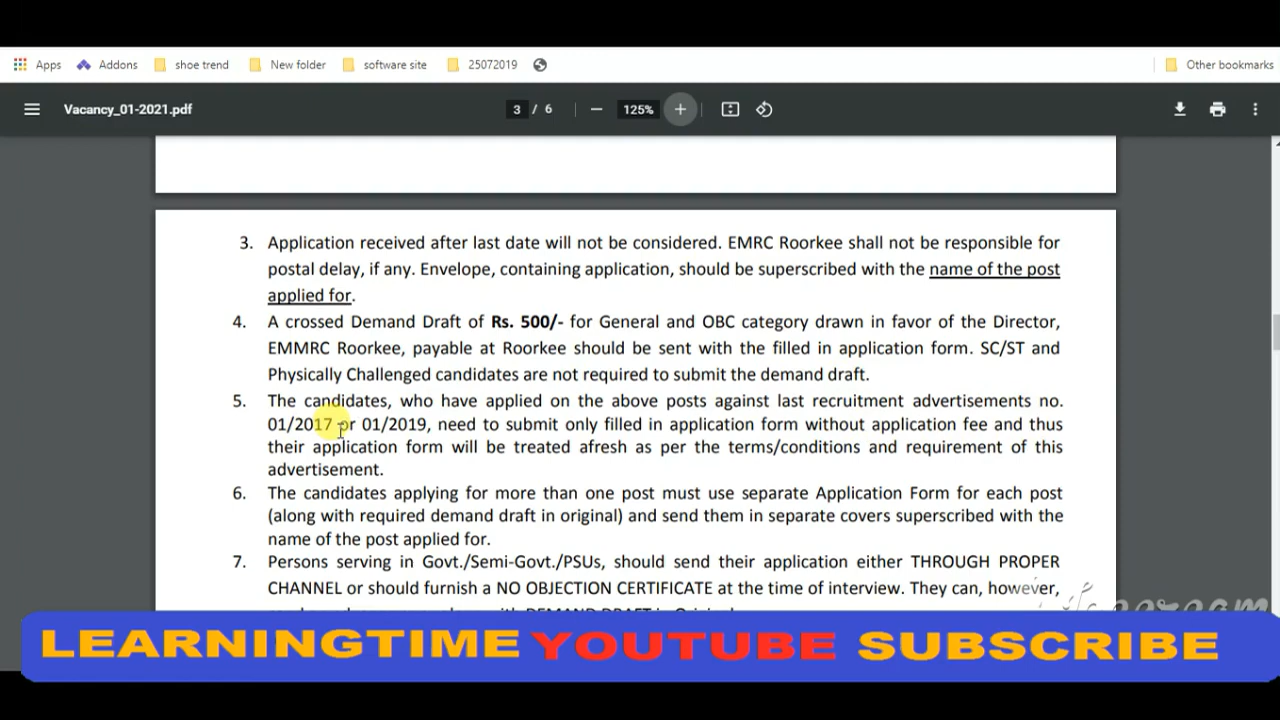 Apps Addons shoe trend New folder software site 25072019 Other bookmarks
Vacancy_01-2021.pdf 3 / 6 125%
3. Application received after last date will not be considered. EMRC Roorkee shall not be responsible for
postal delay, if any. Envelope, containing application, should be superscribed with the name of the post
applied for.
4. A crossed Demand Draft of Rs. 500/- for General and OBC category drawn in favor of the Director,
EMMRC Roorkee, payable at Roorkee should be sent with the filled in application form. SC/ST and
Physically Challenged candidates are not required to submit the demand draft.
5. The candidates, who have applied on the above posts against last recruitment advertisements no.
01/2017 or 01/2019, need to submit only filled in application form without application fee and thus
their application form will be treated afresh as per the terms/conditions and requirement of this
advertisement.
6. The candidates applying for more than one post must use separate Application Form for each post
(along with required demand draft in original) and send them in separate covers superscribed with the
name of the post applied for.
7. Persons serving in Govt./Semi-Govt./PSUs, should send their application either THROUGH PROPER
CHANNEL or should furnish a NO OBJECTION CERTIFICATE at the time of interview. They can, however,
LEARNINGTIME YOUTUBE SUBSCRIBE